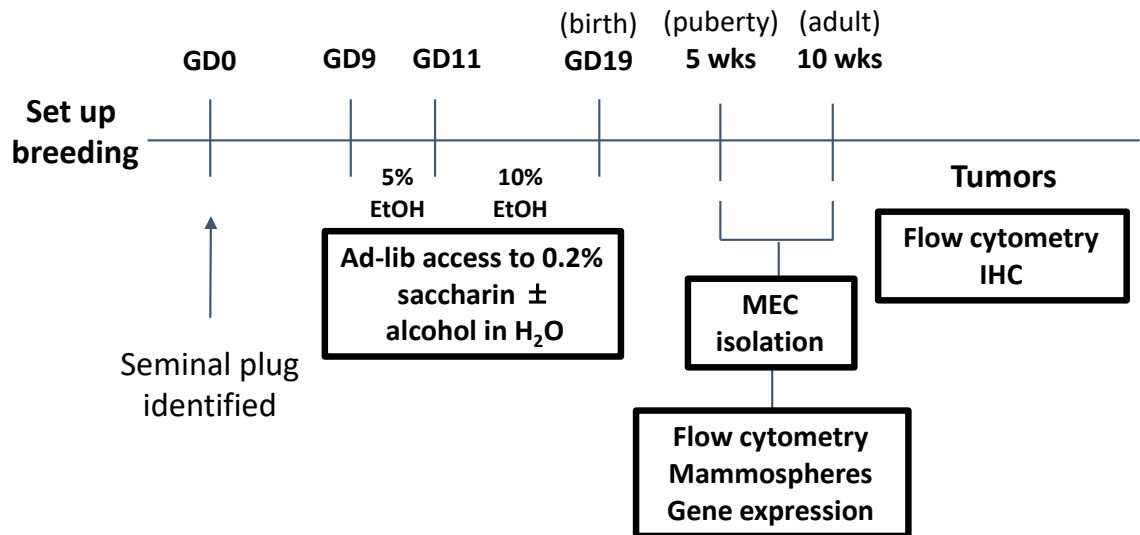 (birth)
(puberty)
(adult)
GD0
GD9
GD11
GD19
5 wks
10 wks
Set up
breeding
5%
EtOH
10%
EtOH
Tumors
Ad-lib access to 0.2%
saccharin ±
alcohol in H₂O
Flow cytometry
IHC
MEC
isolation
Seminal plug
identified
Flow cytometry
Mammospheres
Gene expression